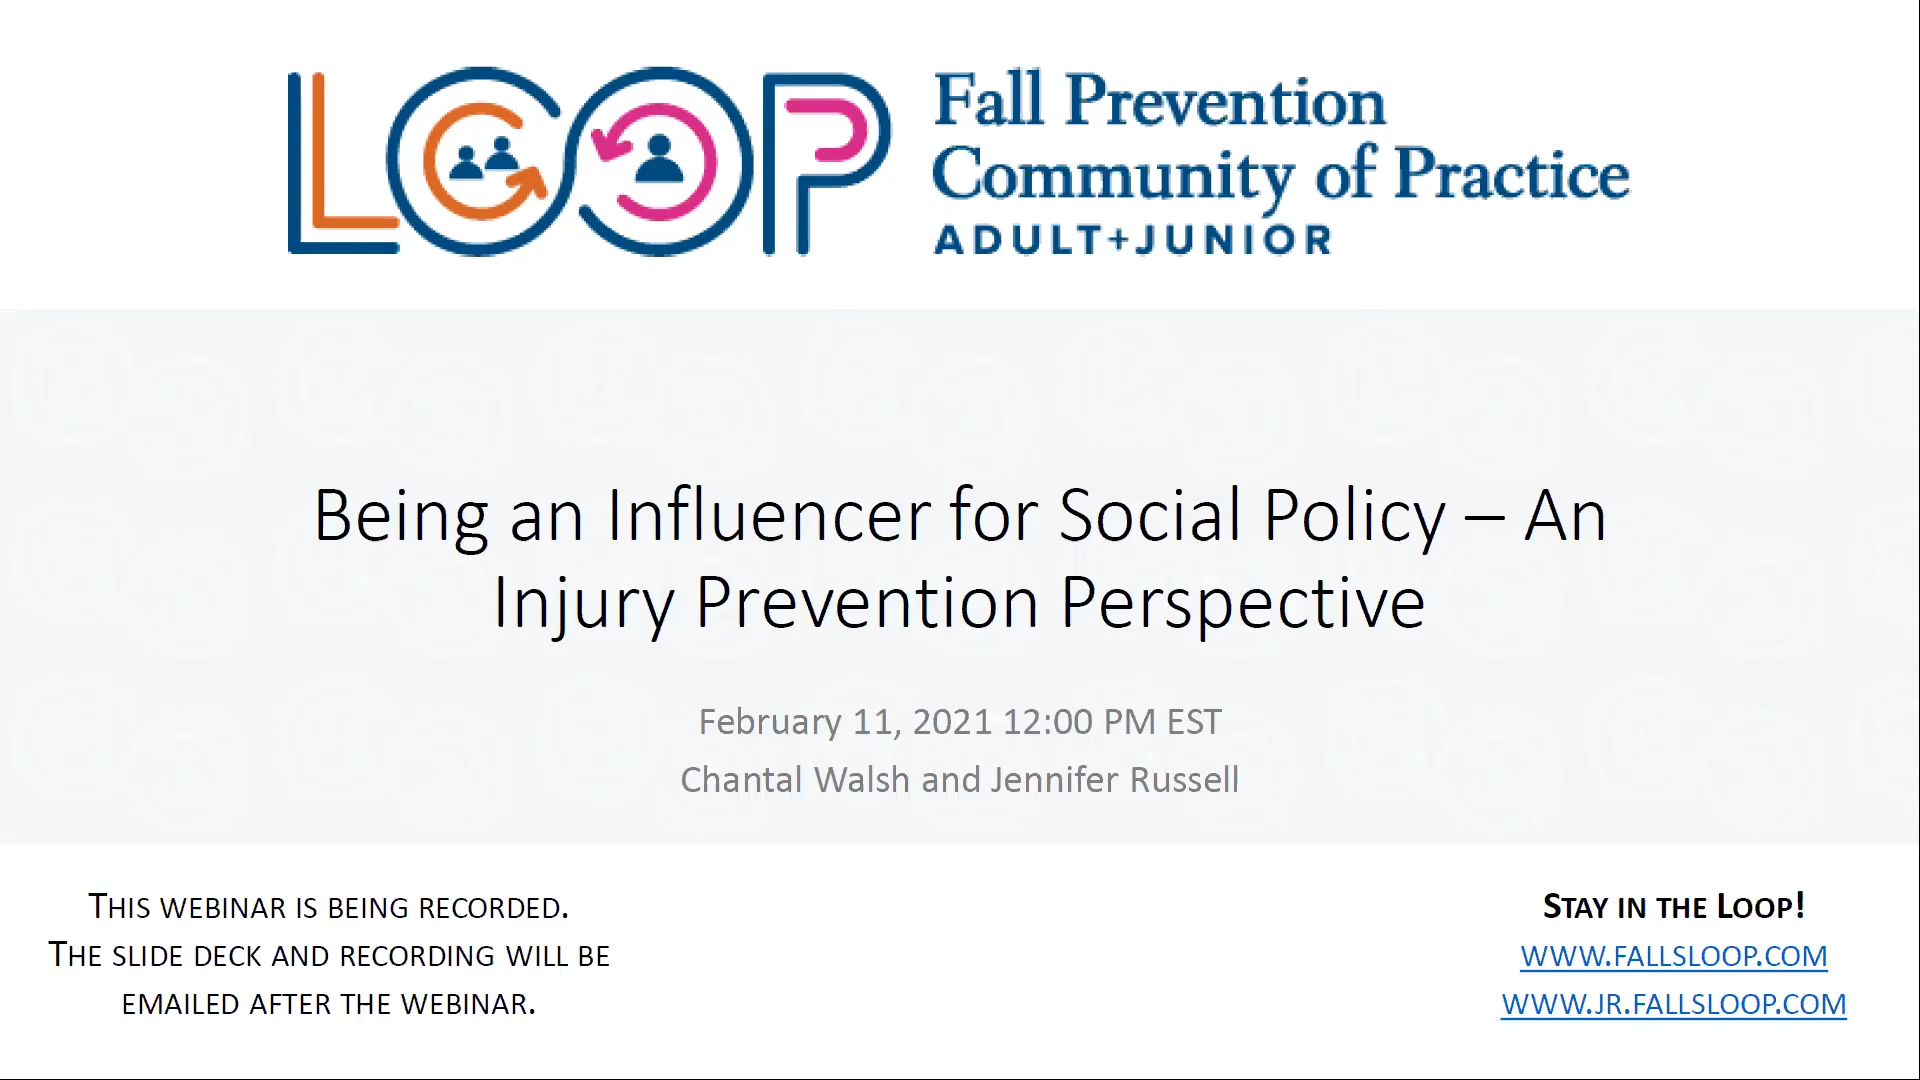 LOOP
Fall Prevention
Community of Practice
ADULT+JUNIOR
Being an Influencer for Social Policy – An
Injury Prevention Perspective
February 11, 2021 12:00 PM EST
Chantal Walsh and Jennifer Russell
THIS WEBINAR IS BEING RECORDED.
THE SLIDE DECK AND RECORDING WILL BE
EMAILED AFTER THE WEBINAR.
STAY IN THE LOOP!
WWW.FALLSLOOP.COM
WWW.JR.FALLSLOOP.COM